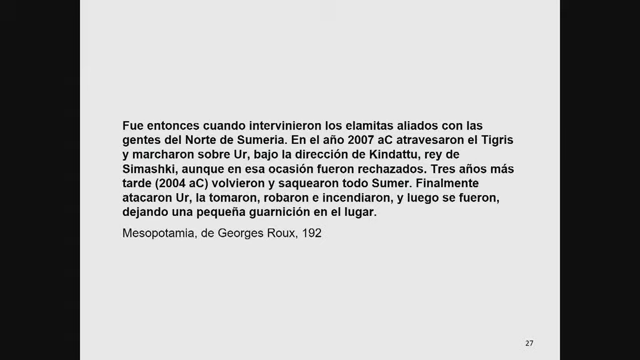 Fue entonces cuando intervinieron los elamitas aliados con las
gentes del Norte de Sumeria. En el año 2007 aC atravesaron el Tigris
y marcharon sobre Ur, bajo la dirección de Kindattu, rey de
Simashki, aunque en esa ocasión fueron rechazados. Tres años más
tarde (2004 aC) volvieron y saquearon todo Sumer. Finalmente
atacaron Ur, la tomaron, robaron e incendiaron, y luego se fueron,
dejando una pequeña guarnición en el lugar.
Mesopotamia, de Georges Roux, 192
27